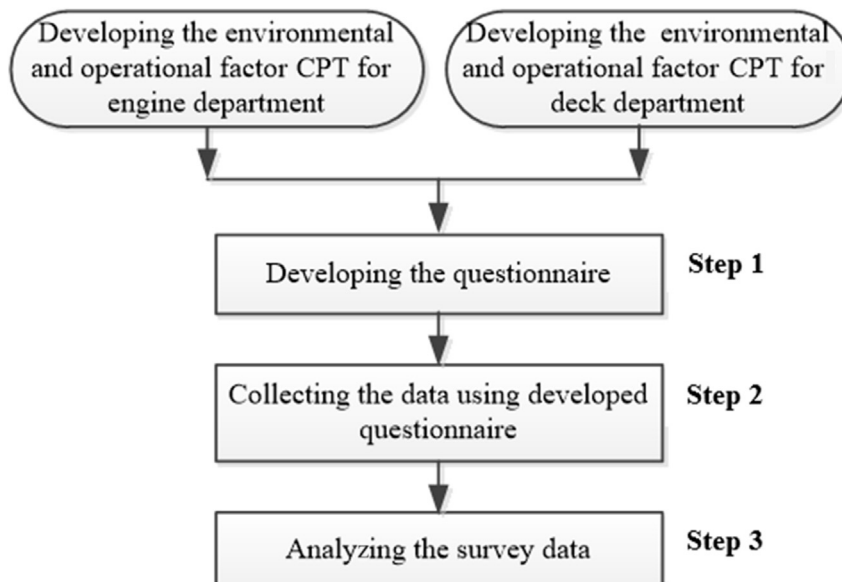 Developing the environmental
and operational factor CPT for
engine department
Developing the environmental
and operational factor CPT for
deck department
Developing the questionnaire
Step 1
Collecting the data using developed
questionnaire
Step 2
Analyzing the survey data
Step 3